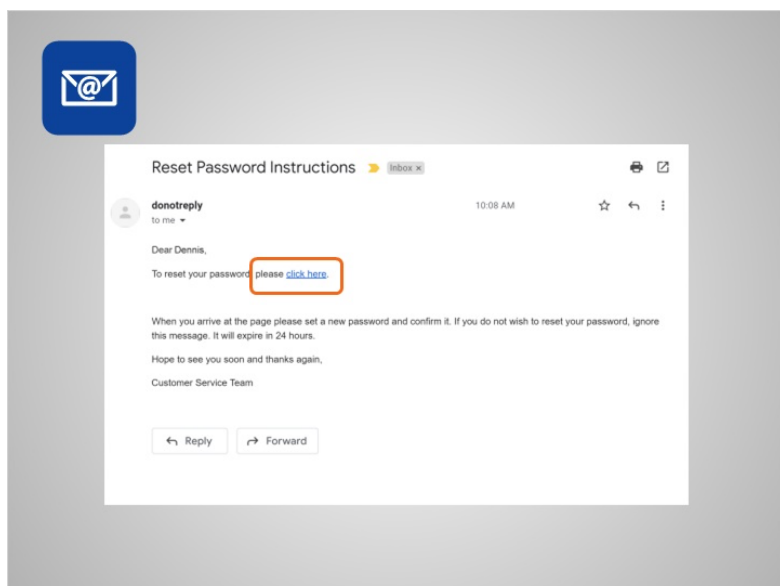 @
Reset Password Instructions Inbox ×
donotreply 10:08 AM
to me
Dear Dennis,
To reset your password, please click here.
When you arrive at the page please set a new password and confirm it. If you do not wish to reset your password, ignore
this message. It will expire in 24 hours.
Hope to see you soon and thanks again,
Customer Service Team
Reply Forward